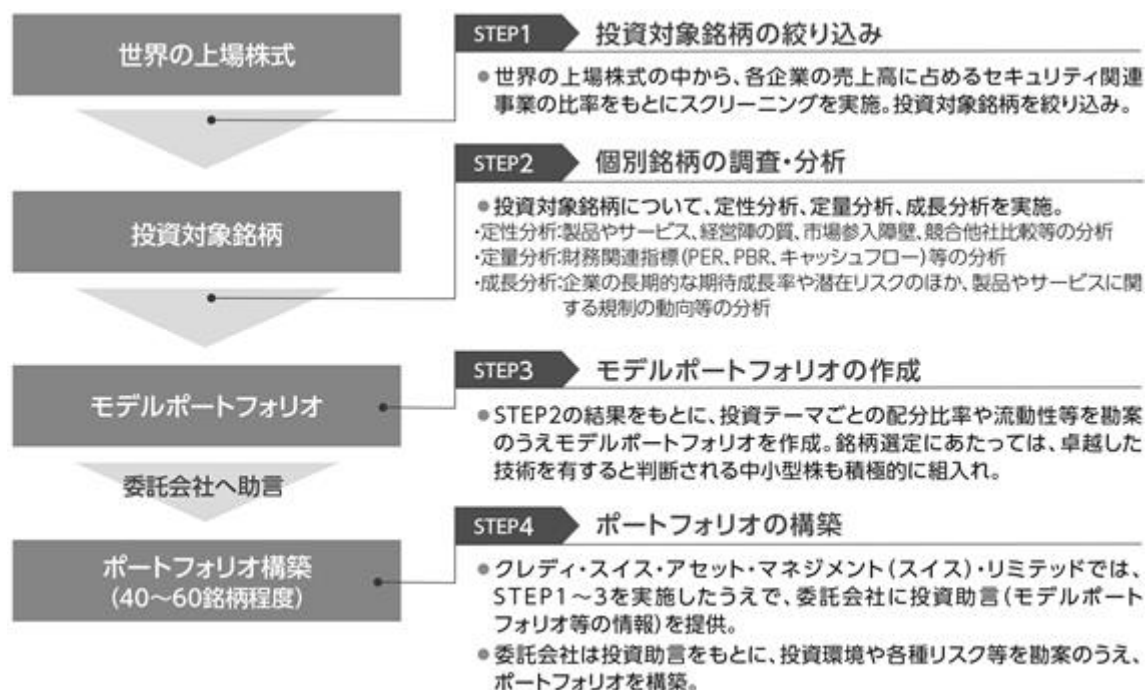 世界の上場株式
STEP1 投資対象銘柄の絞り込み
●世界の上場株式の中から、各企業の売上高に占めるセキュリティ関連
事業の比率をもとにスクリーニングを実施。投資対象銘柄を絞り込み。
投資対象銘柄
STEP2 個別銘柄の調査・分析
●投資対象銘柄について、定性分析、定量分析、成長分析を実施。
・定性分析:製品やサービス、経営陣の質、市場参入障壁、競合他社比較等の分析
・定量分析:財務関連指標(PER、PBR、キャッシュフロー)等の分析
・成長分析:企業の長期的な期待成長率や潜在リスクのほか、製品やサービスに関
する規制の動向等の分析
モデルポートフォリオ
STEP3 モデルポートフォリオの作成
●STEP2の結果をもとに、投資テーマごとの配分比率や流動性等を勘案
のうえモデルポートフォリオを作成。銘柄選定にあたっては、卓越した
技術を有すると判断される中小型株も積極的に組入れ。
委託会社へ助言
ポートフォリオ構築
(40~60銘柄程度)
STEP4 ポートフォリオの構築
●クレディ・スイス・アセット・マネジメント(スイス)・リミテッドでは、
STEP1~3を実施したうえで、委託会社に投資助言(モデルポート
フォリオ等の情報)を提供。
●委託会社は投資助言をもとに、投資環境や各種リスク等を勘案のうえ、
ポートフォリオを構築。